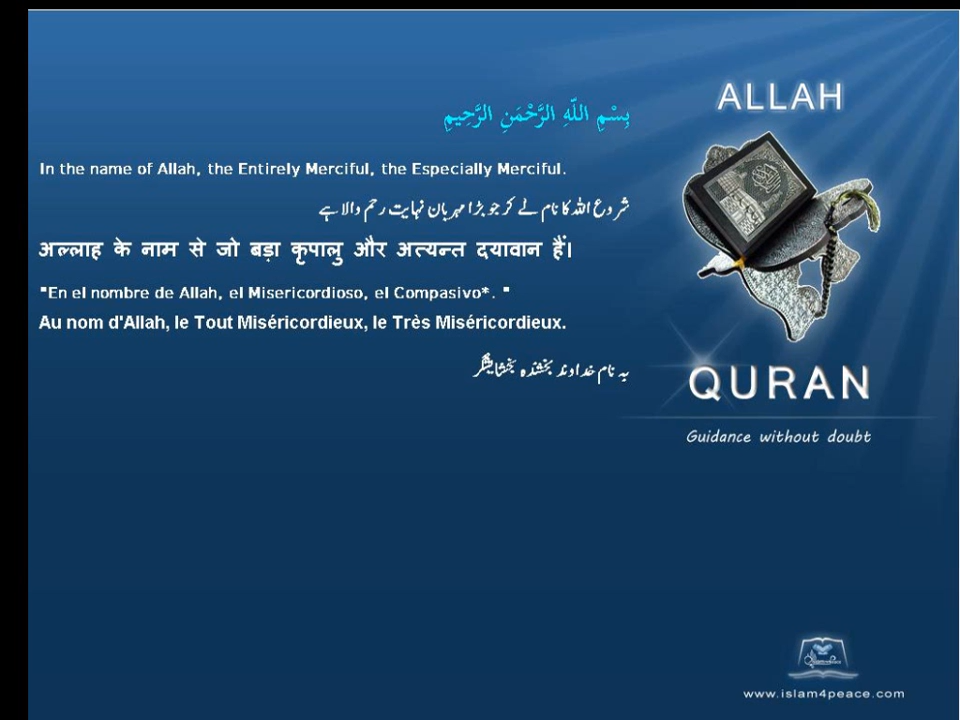 بِسْمِ اللّهِ الرَّحْمَنِ الرَّحِيمِ
In the name of Allah, the Entirely Merciful, the Especially Merciful.
شروع اللہ کا نام لے کر جو بڑا مہربان نہایت رحم والا ہے
अल्लाह के नाम से जो बड़ा कृपालु और अत्यन्त दयावान हैं।
"En el nombre de Allah, el Misericordioso, el Compasivo*. "
Au nom d'Allah, le Tout Miséricordieux, le Très Miséricordieux.
به نام خداوند بخشنده بخشایشگر
ALLAH
QURAN
Guidance without doubt
www.islam4peace.com